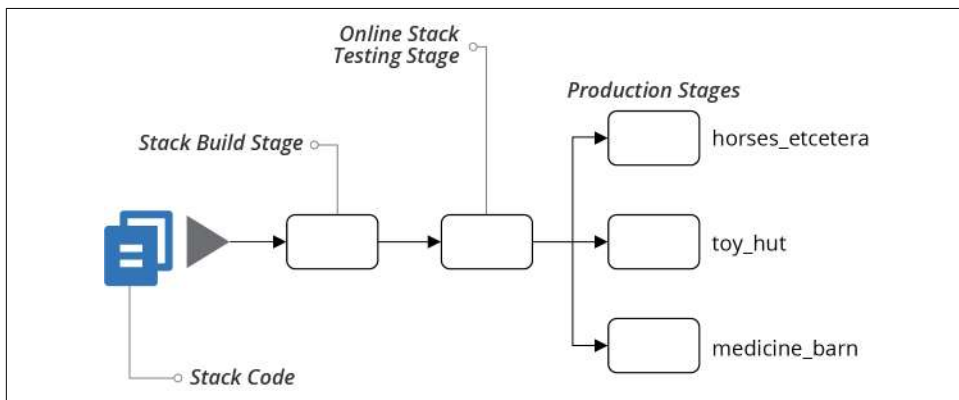 Online Stack
Testing Stage
Production Stages
horses_etcetera
Stack Build Stage
toy_hut
medicine_barn
Stack Code